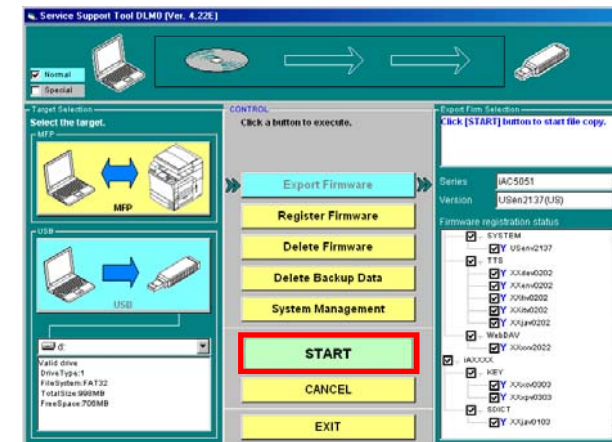 Service Support Tool DLM0 [Ver. 4.22E]
Normal
Special
Target Selection
Select the target.
MFP
MFP
USB
USB
d:
Valid drive
DriveType:1
FileSystem:FAT32
TotalSize:998MB
FreeSpace:706MB
CONTROL
Click a button to execute.
Export Firmware
Register Firmware
Delete Firmware
Delete Backup Data
System Management
START
CANCEL
EXIT
Export Firm Selection
Click [START] button to start file copy.
Series
iAC5051
Version
USen2137(US)
Firmware registration status
SYSTEM
Y USenv2137
TTS
Y XXdev0202
Y XXenv0202
Y XXfrv0202
Y XXitv0202
Y XXjav0202
WebDAV
Y XXxxv2022
iAXXXX
KEY
Y XXxxv0303
Y XXxpv0303
SDICT
Y XXjav0103